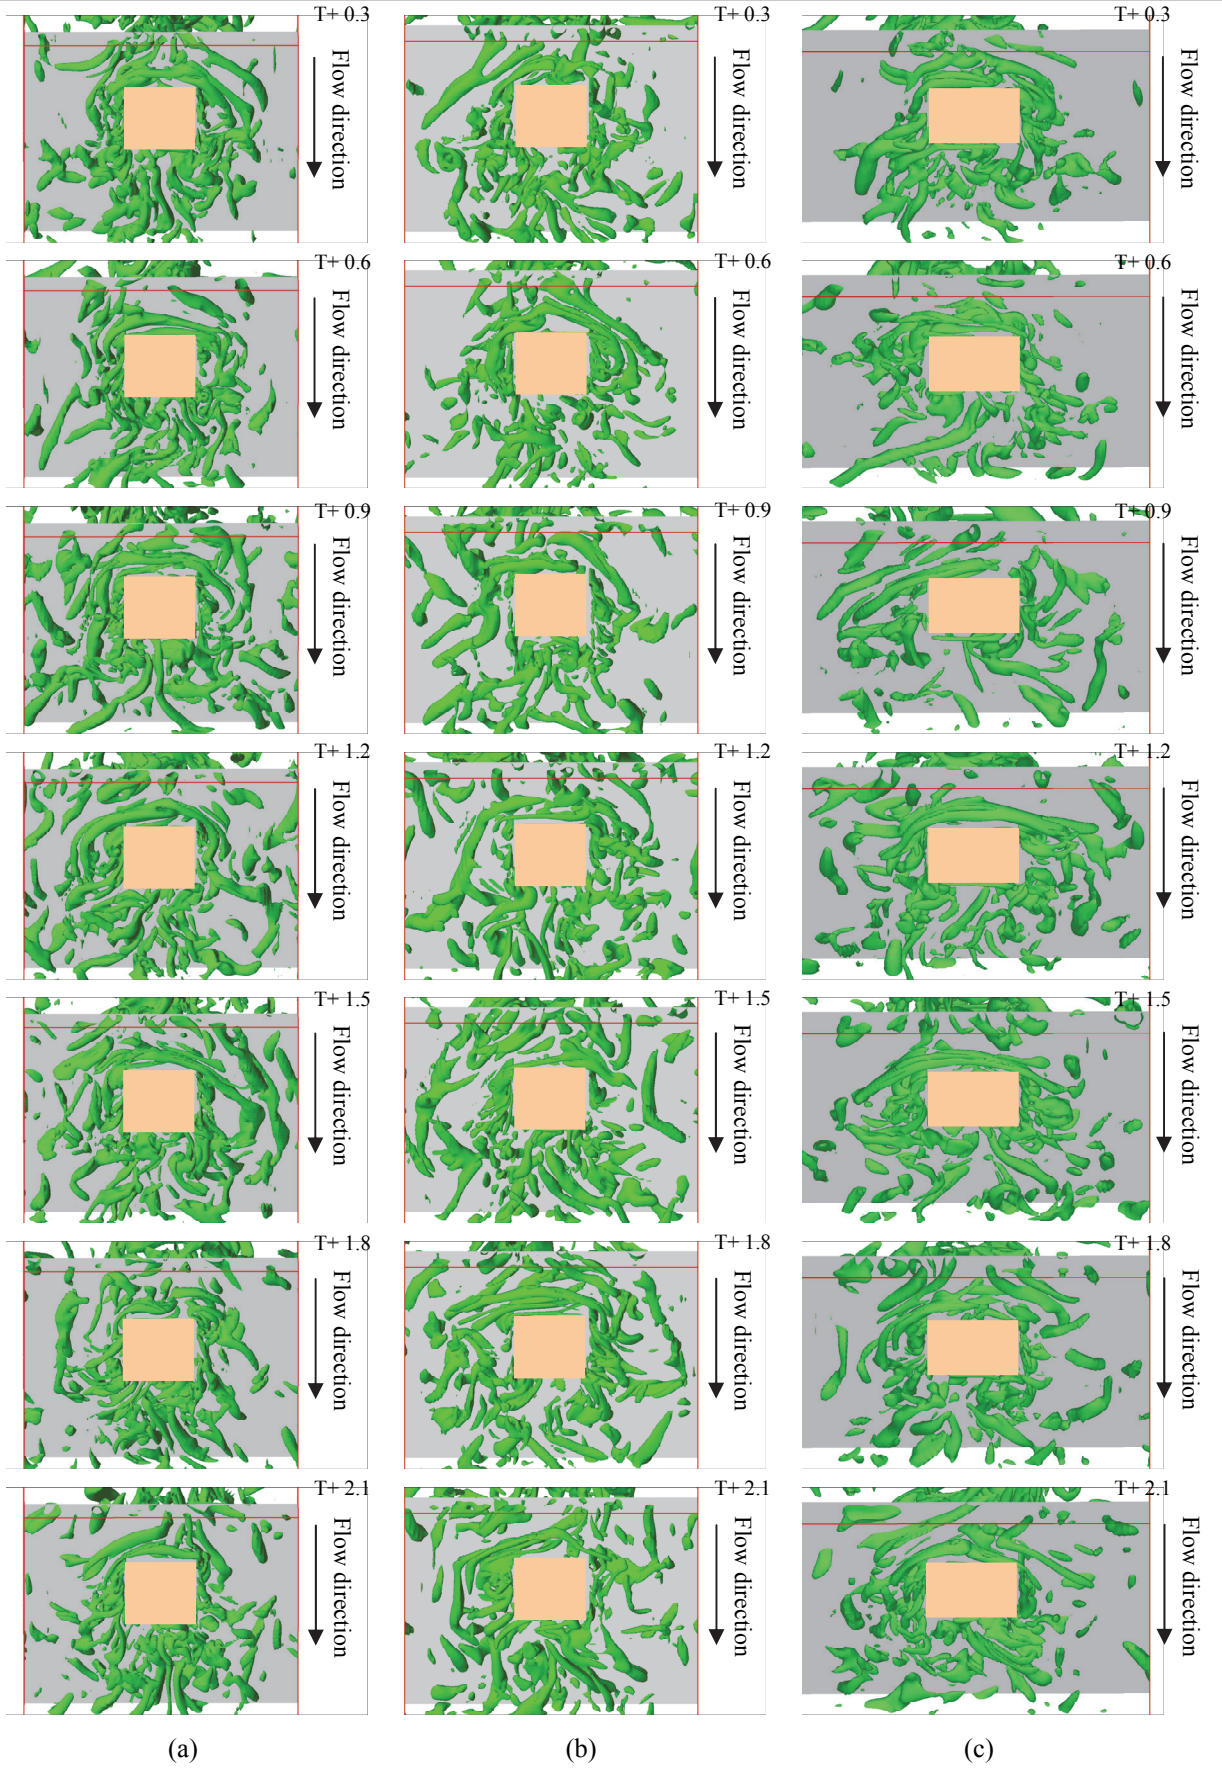 T+ 0.3 T+ 0.3 T+ 0.3
Flow direction Flow direction Flow direction
T+ 0.6 T+ 0.6 T+ 0.6
Flow direction Flow direction Flow direction
T+ 0.9 T+ 0.9 T+ 0.9
Flow direction Flow direction Flow direction
T+ 1.2 T+ 1.2 T+ 1.2
Flow direction Flow direction Flow direction
T+ 1.5 T+ 1.5 T+ 1.5
Flow direction Flow direction Flow direction
T+ 1.8 T+ 1.8 T+ 1.8
Flow direction Flow direction Flow direction
T+ 2.1 T+ 2.1 T+ 2.1
Flow direction Flow direction Flow direction
(a) (b) (c)